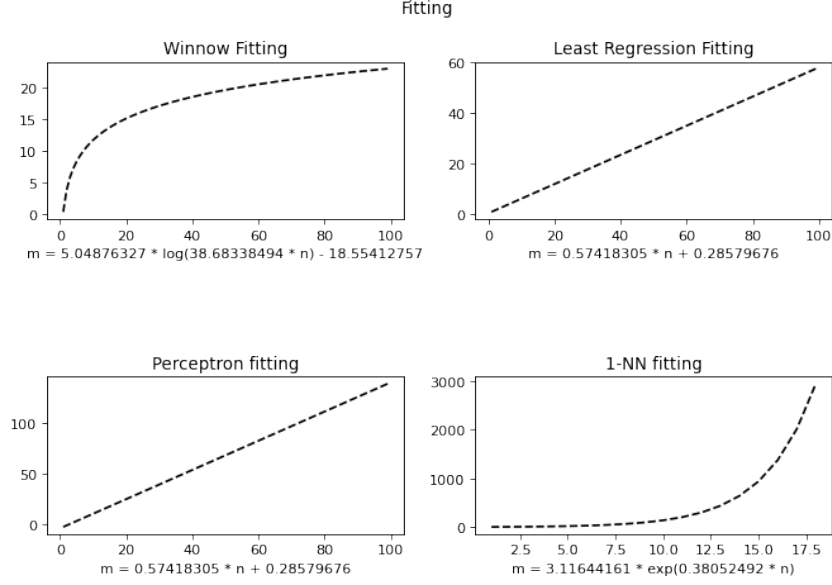 Fitting
Winnow Fitting
20
15
10
5
0
0 20 40 60 80 100
m = 5.04876327 * log(38.68338494 * n) - 18.55412757
Least Regression Fitting
60
40
20
0
0 20 40 60 80 100
m = 0.57418305 * n + 0.28579676
Perceptron fitting
100
50
0
0 20 40 60 80 100
m = 0.57418305 * n + 0.28579676
1-NN fitting
3000
2000
1000
0
2.5 5.0 7.5 10.0 12.5 15.0 17.5
m = 3.11644161 * exp(0.38052492 * n)